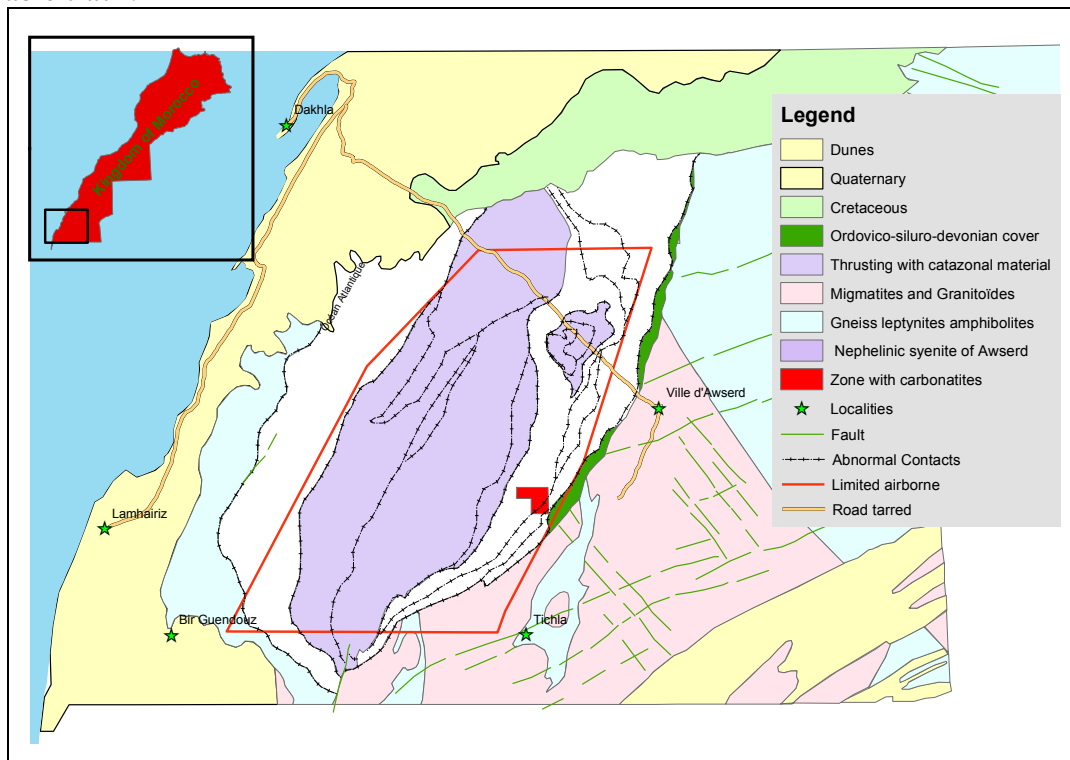 Kingdom of Morocco
Dakhla
Océan Atlantique
Ville d'Awserd
Lamhairiz
Bir Guendouz
Tichla
Legend
Dunes
Quaternary
Cretaceous
Ordovico-siluro-devonian cover
Thrusting with catazonal material
Migmatites and Granitoïdes
Gneiss leptynites amphibolites
Nephelinic syenite of Awserd
Zone with carbonatites
Localities
Fault
Abnormal Contacts
Limited airborne
Road tarred